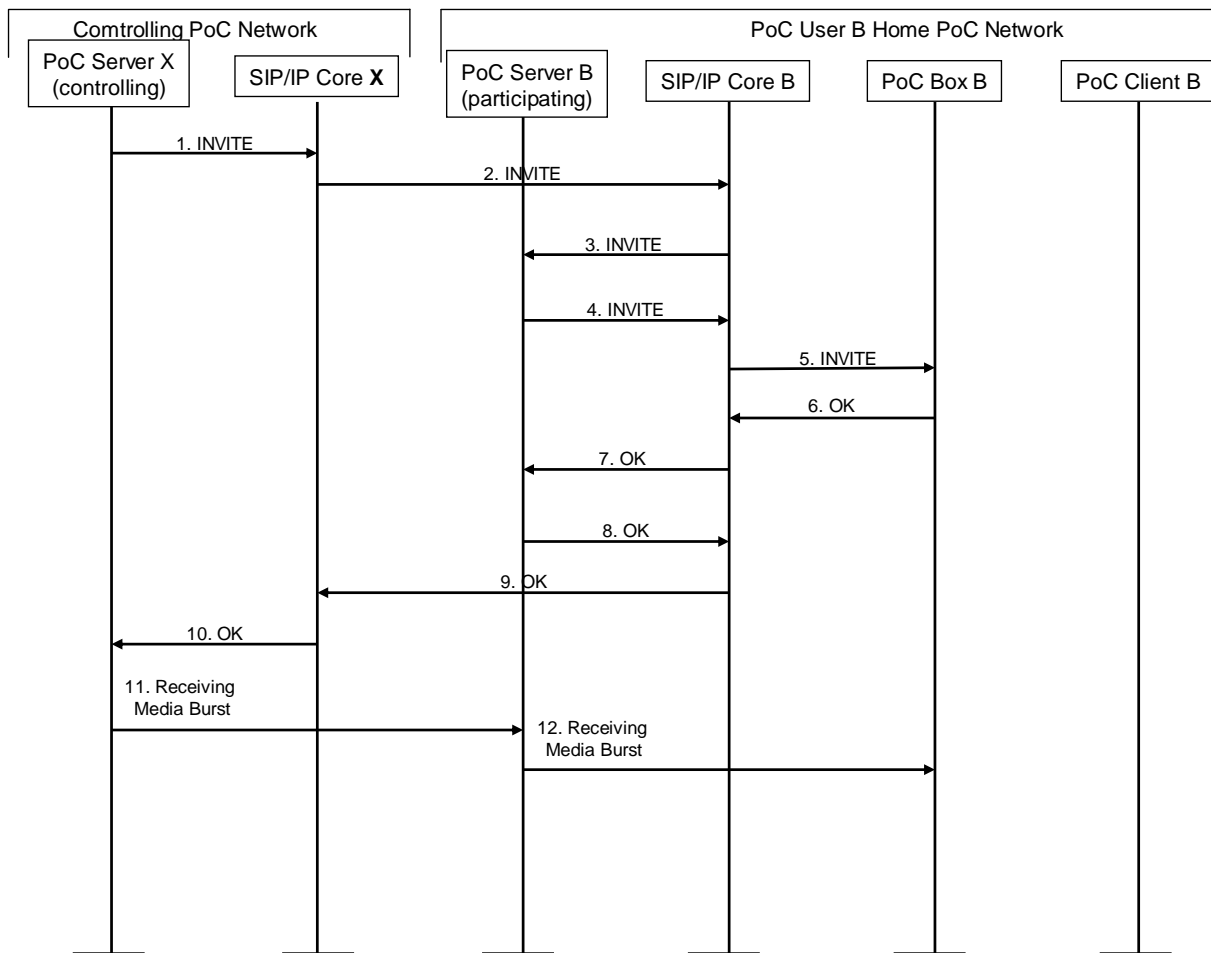 Comtrolling PoC Network
PoC User B Home PoC Network
PoC Server X
(controlling)
SIP/IP Core X
PoC Server B
(participating)
SIP/IP Core B
PoC Box B
PoC Client B
1. INVITE
2. INVITE
3. INVITE
4. INVITE
5. INVITE
6. OK
7. OK
8. OK
9. OK
10. OK
11. Receiving
Media Burst
12. Receiving
Media Burst